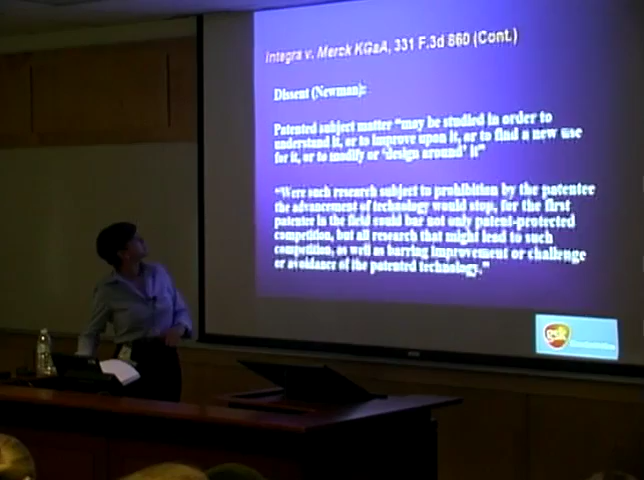 Integra v. Merck KGaA, 331 F.3d 860 (Cont.)
Dissent (Newman):
Patented subject matter “may be studied in order to
understand it, or to improve upon it, or to find a new use
for it, or to modify or ‘design around’ it”
“Were such research subject to prohibition by the patentee
the advancement of technology would stop, for the first
patentee in the field could bar not only patent-protected
competition, but all research that might lead to such
competition, as well as barring improvement or challenge
or avoidance of the patented technology.”
gsk